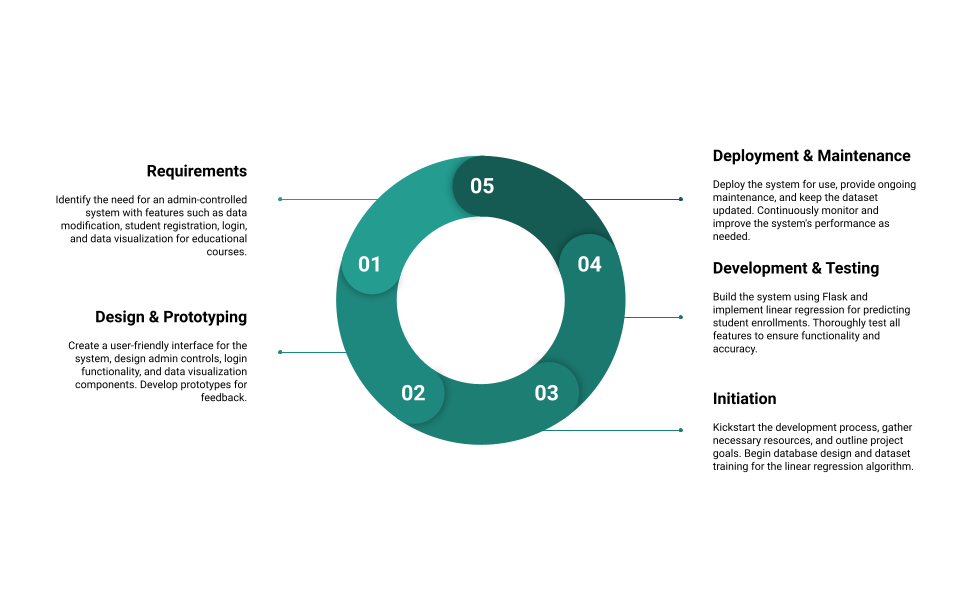 Requirements
Identify the need for an admin-controlled
system with features such as data
modification, student registration, login,
and data visualization for educational
courses.
01
Design & Prototyping
Create a user-friendly interface for the
system, design admin controls, login
functionality, and data visualization
components. Develop prototypes for
feedback.
02
Initiation
Kickstart the development process, gather
necessary resources, and outline project
goals. Begin database design and dataset
training for the linear regression algorithm.
03
Development & Testing
Build the system using Flask and
implement linear regression for predicting
student enrollments. Thoroughly test all
features to ensure functionality and
accuracy.
04
Deployment & Maintenance
Deploy the system for use, provide ongoing
maintenance, and keep the dataset
updated. Continuously monitor and
improve the system's performance as
needed.
05